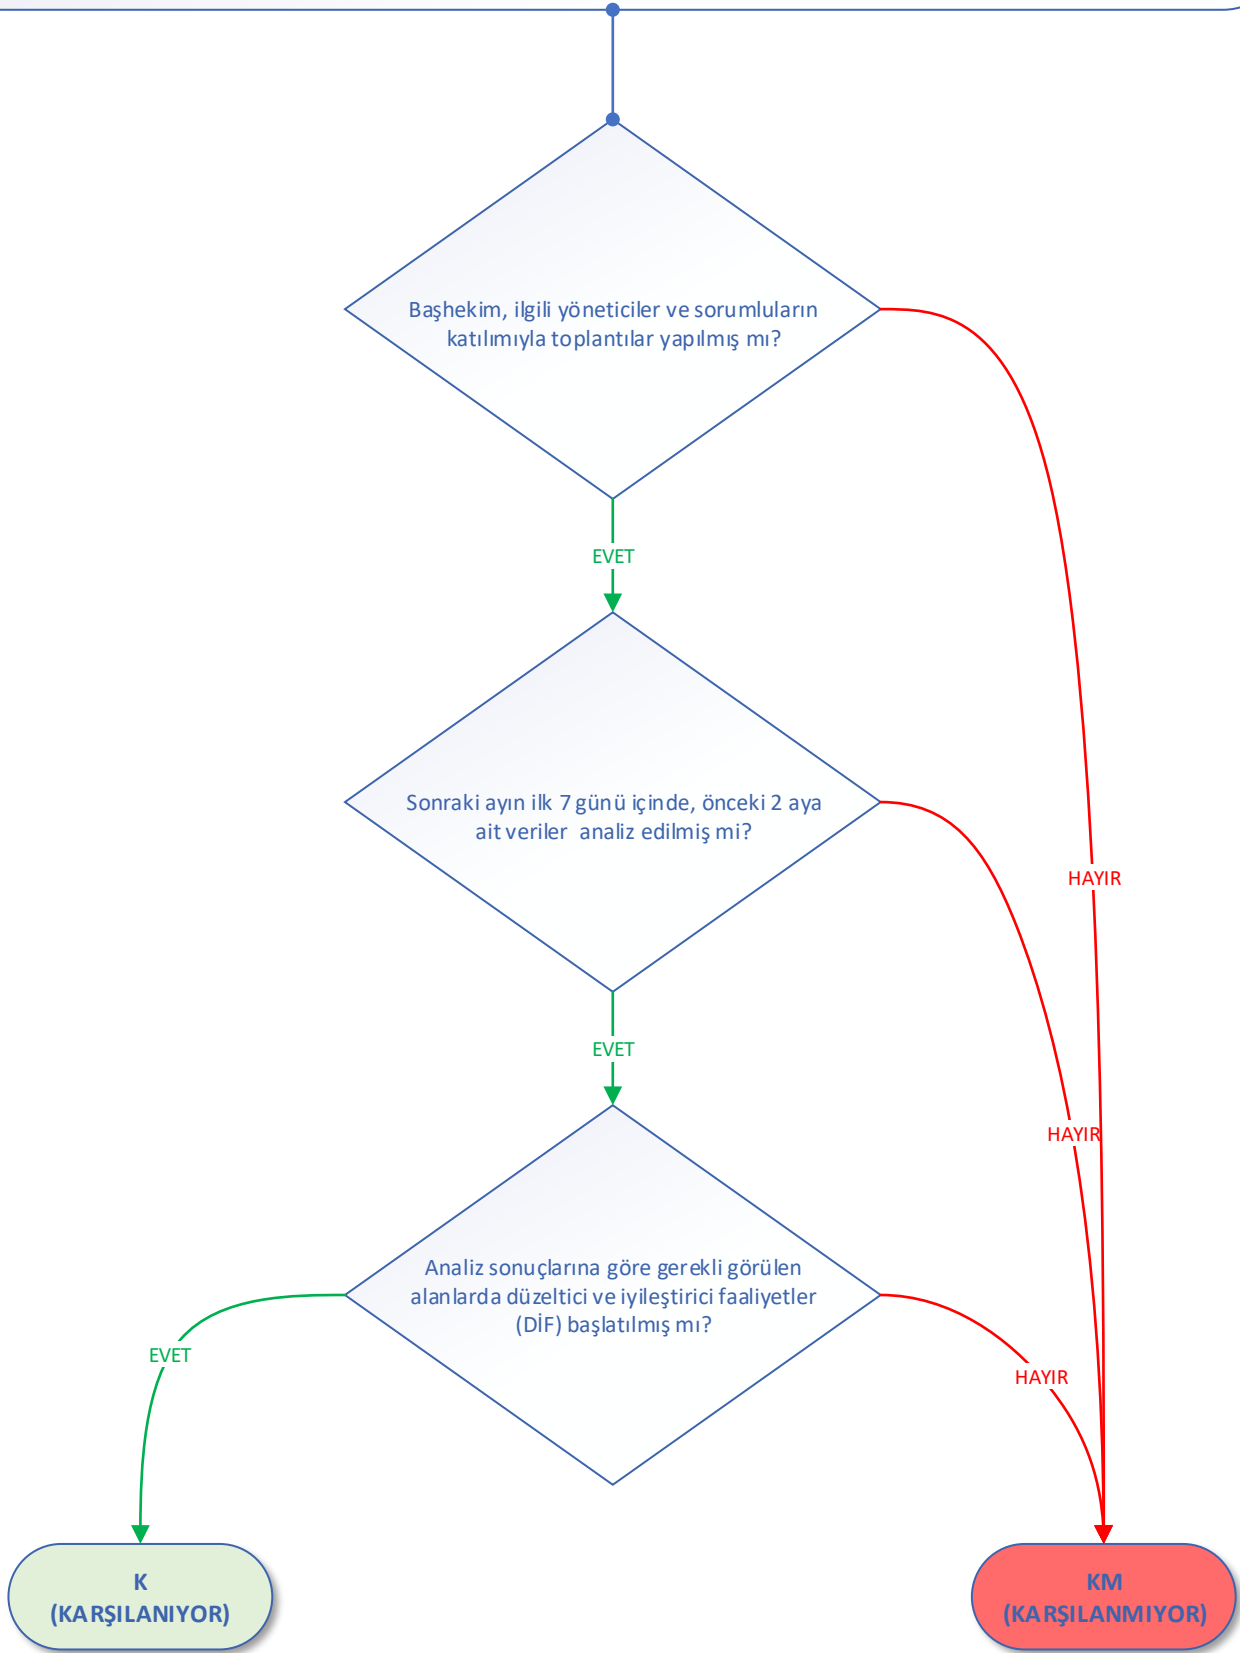 Başhekim, ilgili yöneticiler ve sorumluların
katılımıyla toplantılar yapılmış mı?
EVET
Sonraki ayın ilk 7 günü içinde, önceki 2 aya
ait veriler  analiz edilmiş mi?
HAYIR
EVET
HAYIR
Analiz sonuçlarına göre gerekli görülen
alanlarda düzeltici ve iyileştirici faaliyetler
(DİF) başlatılmış mı?
EVET
HAYIR
K
(KARŞILANIYOR)
KM
(KARŞILANMIYOR)